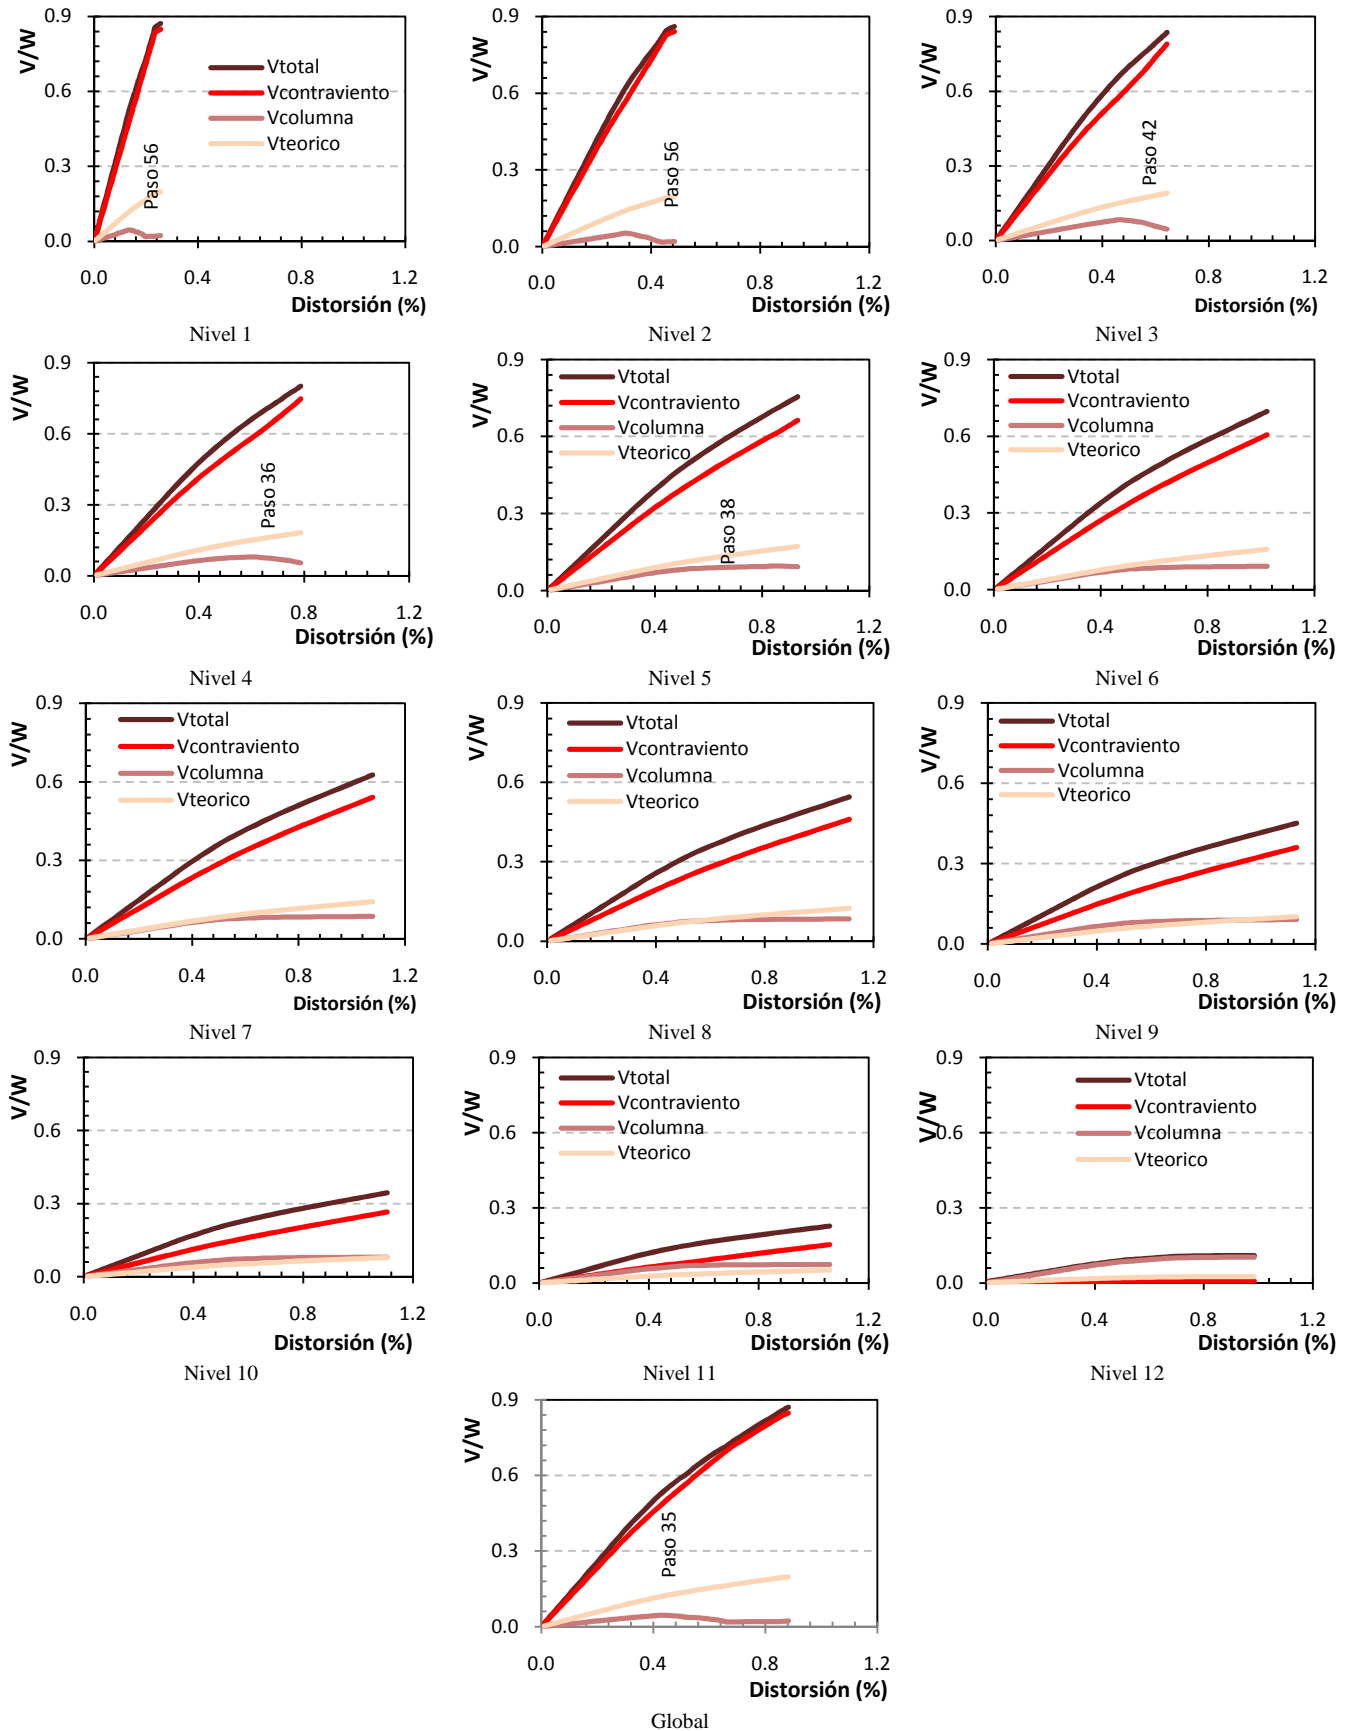 V/W
0.9
0.6
0.3
0.0
Vtotal
Vcontraviento
Vcolumna
Vteorico
Paso 56
0.0 0.4 0.8 1.2
Distorsión (%)
Nivel 1
V/W
0.9
0.6
0.3
0.0
Paso 56
0.0 0.4 0.8 1.2
Distorsión (%)
Nivel 2
V/W
0.9
0.6
0.3
0.0
Paso 42
0.0 0.4 0.8 1.2
Distorsión (%)
Nivel 3
V/W
0.9
0.6
0.3
0.0
Paso 36
0.0 0.4 0.8 1.2
Disotrsión (%)
Nivel 4
V/W
0.9
0.6
0.3
0.0
Vtotal
Vcontraviento
Vcolumna
Vteorico
Paso 38
0.0 0.4 0.8 1.2
Distorsión (%)
Nivel 5
V/W
0.9
0.6
0.3
0.0
Vtotal
Vcontraviento
Vcolumna
Vteorico
0.0 0.4 0.8 1.2
Distorsión (%)
Nivel 6
V/W
0.9
0.6
0.3
0.0
Vtotal
Vcontraviento
Vcolumna
Vteorico
0.0 0.4 0.8 1.2
Distorsión (%)
Nivel 7
V/W
0.9
0.6
0.3
0.0
Vtotal
Vcontraviento
Vcolumna
Vteorico
0.0 0.4 0.8 1.2
Distorsión (%)
Nivel 8
V/W
0.9
0.6
0.3
0.0
Vtotal
Vcontraviento
Vcolumna
Vteorico
0.0 0.4 0.8 1.2
Distorsión (%)
Nivel 9
V/W
0.9
0.6
0.3
0.0
0.0 0.4 0.8 1.2
Distorsión (%)
Nivel 10
V/W
0.9
0.6
0.3
0.0
Vtotal
Vcontraviento
Vcolumna
Vteorico
0.0 0.4 0.8 1.2
Distorsión (%)
Nivel 11
V/W
0.9
0.6
0.3
0.0
Vtotal
Vcontraviento
Vcolumna
Vteorico
0.0 0.4 0.8 1.2
Distorsión (%)
Nivel 12
V/W
0.9
0.6
0.3
0.0
Paso 35
0.0 0.4 0.8 1.2
Distorsión (%)
Global